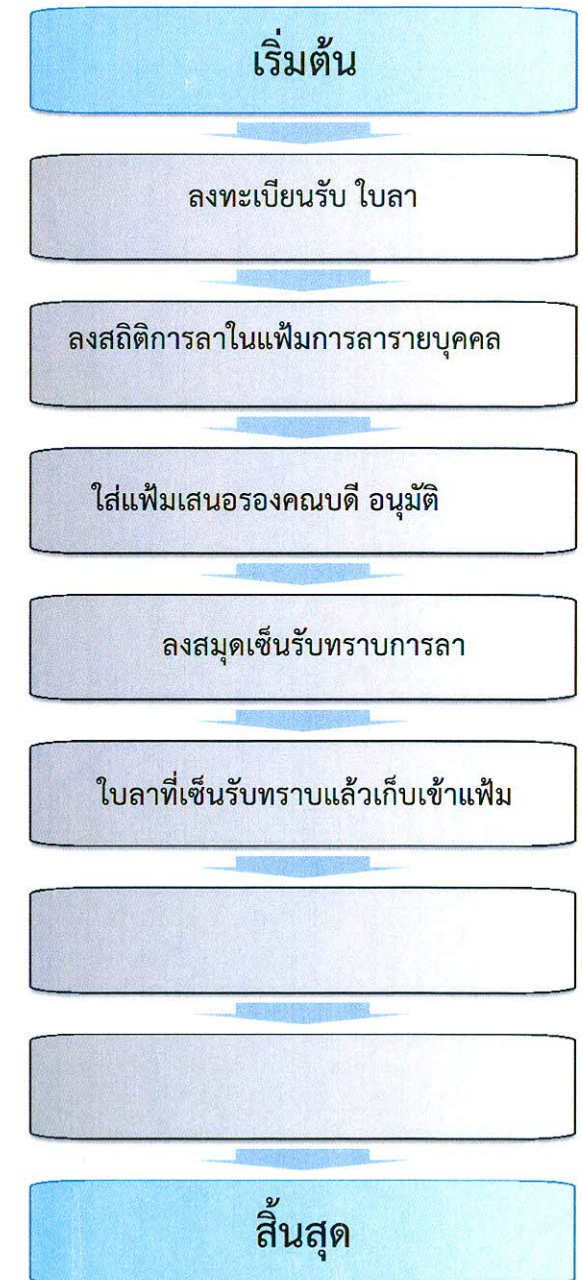 เริ่มต้น
ลงทะเบียนรับ ใบลา
ลงสถิติการลาในแฟ้มการลารายบุคคล
ใส่แฟ้มเสนอรองคณบดี อนุมัติ
ลงสมุดเซ็นรับทราบการลา
ใบลาที่เซ็นรับทราบแล้วเก็บเข้าแฟ้ม
สิ้นสุด